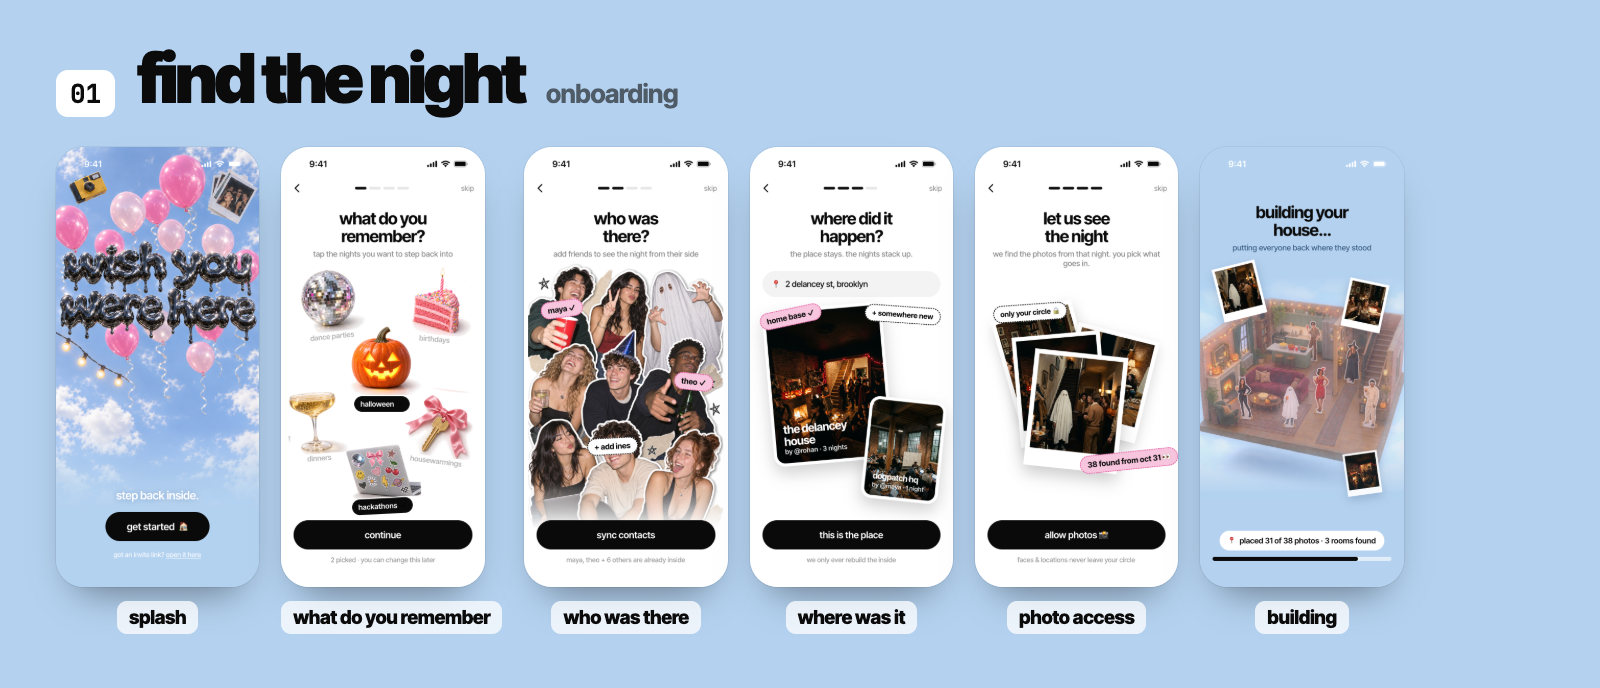 01 find the night onboarding
9:41
wish you
were here
step back inside.
get started
got an invite link? open it here
splash
9:41
skip
what do you
remember?
tap the nights you want to step back into
dance parties
birthdays
halloween
dinners
housewarmings
hackathons
continue
2 picked · you can change this later
what do you remember
9:41
skip
who was
there?
add friends to see the night from their side
maya ✓
theo ✓
+ add ines
sync contacts
maya, theo + 6 others are already inside
who was there
9:41
skip
where did it
happen?
the place stays. the nights stack up.
2 delancey st, brooklyn
home base ✓
+ somewhere new
the delancey
house
by @rohan · 3 nights
dogpatch hq
by @maya · 1 night
this is the place
we only ever rebuild the inside
where was it
9:41
skip
let us see
the night
we find the photos from that night. you pick what
goes in.
only your circle
38 found from oct 31
allow photos
faces & locations never leave your circle
photo access
9:41
building your
house...
putting everyone back where they stood
placed 31 of 38 photos · 3 rooms found
building